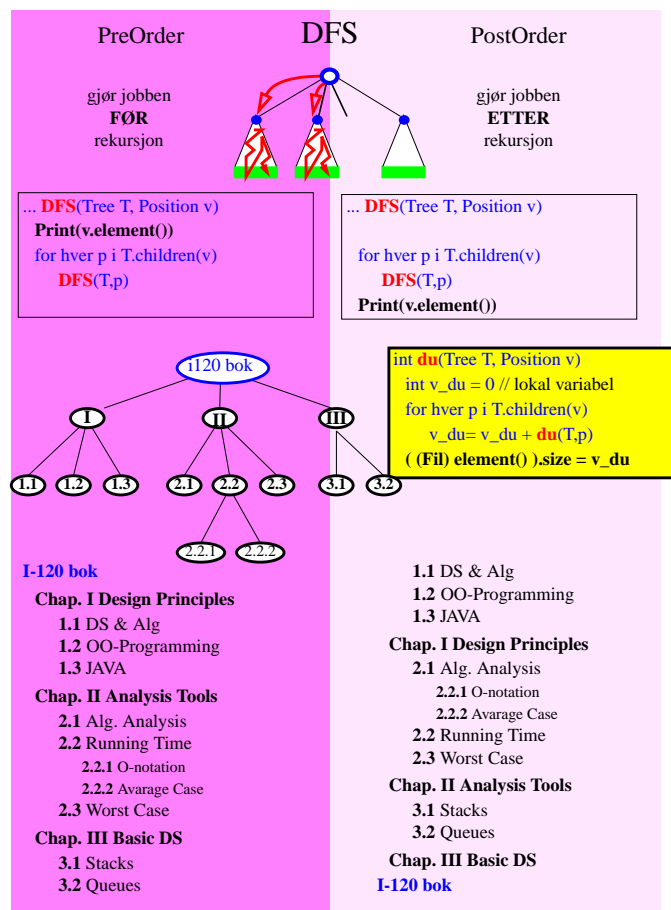 PreOrder
DFS
PostOrder
gjør jobben
FØR
rekursjon
gjør jobben
ETTER
rekursjon
... DFS(Tree T, Position v)
Print(v.element())
for hver p i T.children(v)
DFS(T,p)
... DFS(Tree T, Position v)
for hver p i T.children(v)
DFS(T,p)
Print(v.element())
i120 bok
I
II
III
1.1
1.2
1.3
2.1
2.2
2.3
3.1
3.2
2.2.1
2.2.2
int du(Tree T, Position v)
int v_du = 0 // lokal variabel
for hver p i T.children(v)
v_du= v_du + du(T,p)
( (Fil) element() ).size = v_du
I-120 bok
Chap. I Design Principles
1.1 DS & Alg
1.2 OO-Programming
1.3 JAVA
Chap. II Analysis Tools
2.1 Alg. Analysis
2.2 Running Time
2.2.1 O-notation
2.2.2 Avarage Case
2.3 Worst Case
Chap. III Basic DS
3.1 Stacks
3.2 Queues
1.1 DS & Alg
1.2 OO-Programming
1.3 JAVA
Chap. I Design Principles
2.1 Alg. Analysis
2.2.1 O-notation
2.2.2 Avarage Case
2.2 Running Time
2.3 Worst Case
Chap. II Analysis Tools
3.1 Stacks
3.2 Queues
Chap. III Basic DS
I-120 bok